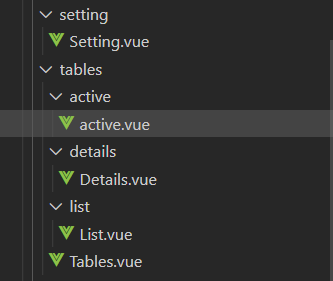 setting
Setting.vue
tables
active
active.vue
details
Details.vue
list
List.vue
Tables.vue